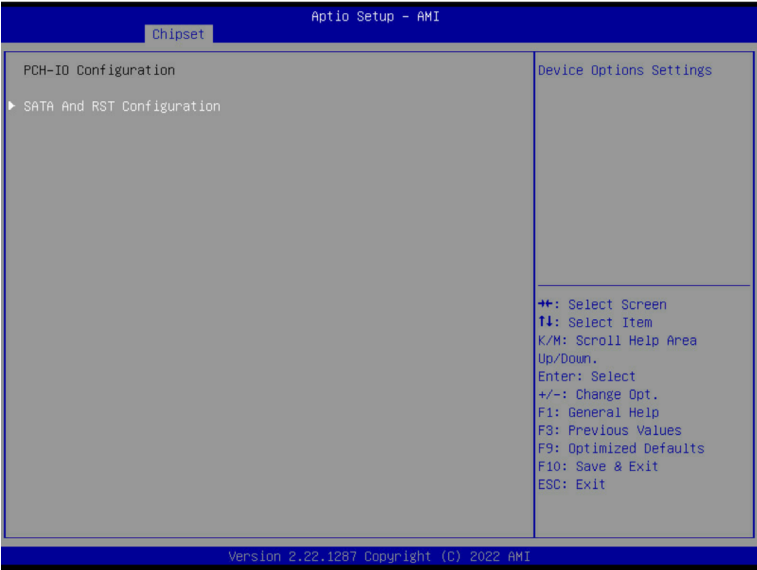 Aptio Setup – AMI
Chipset
PCH-IO Configuration
SATA And RST Configuration
Device Options Settings
→←: Select Screen
↑↓: Select Item
K/M: Scroll Help Area
Up/Down.
Enter: Select
+/-: Change Opt.
F1: General Help
F3: Previous Values
F9: Optimized Defaults
F10: Save & Exit
ESC: Exit
Version 2.22.1287 Copyright (C) 2022 AMI